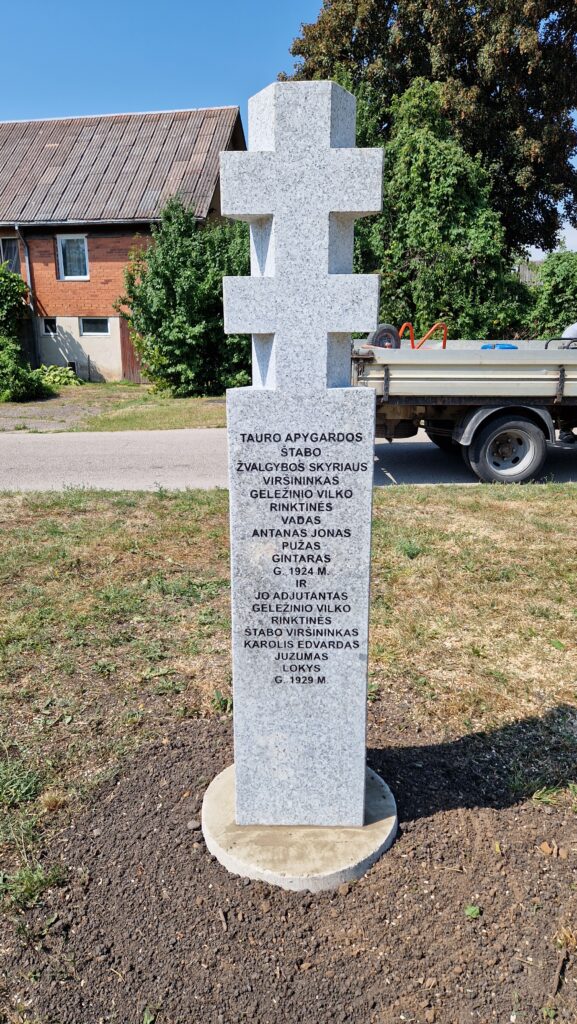 TAURO APYGARDOS
ŠTABO
ŽVALGYBOS SKYRIAUS
VIRŠININKAS
GELEŽINIO VILKO
RINKTINĖS
VADAS
ANTANAS JONAS
PUŽAS
GINTARAS
G. 1924 M.
IR
JO ADJUTANTAS
GELEŽINIO VILKO
RINKTINĖS
ŠTABO VIRŠININKAS
KAROLIS EDVARDAS
JUZUMAS
LOKYS
G. 1929 M.